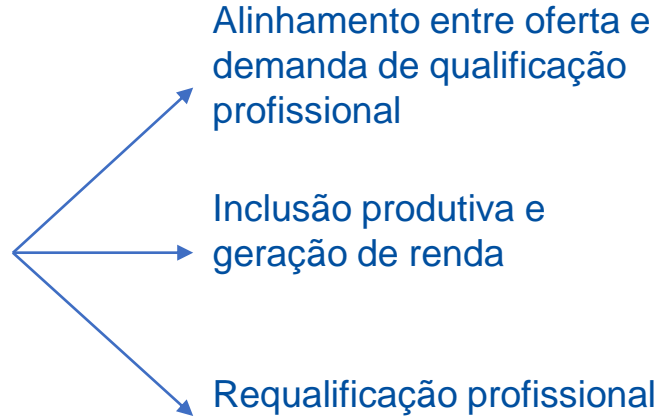 Alinhamento entre oferta e
demanda de qualificação
profissional
Inclusão produtiva e
geração de renda
Requalificação profissional